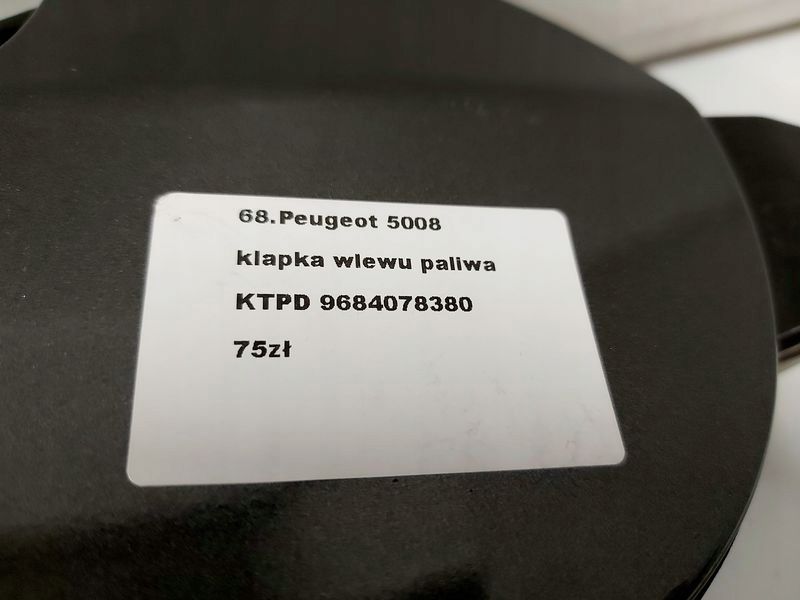 68.Peugeot 5008
klapka wlewu paliwa
KTPD 9684078380
75zł